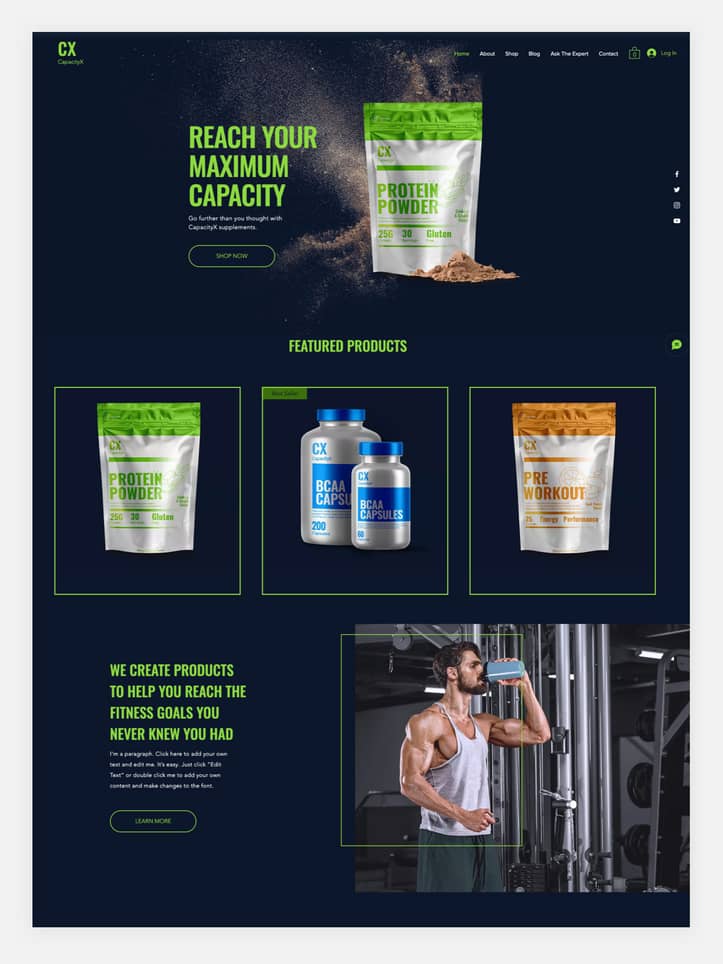 CX
CapacityX
Home About Shop Blog Ask The Expert Contact 0 Log In
REACH YOUR
MAXIMUM
CAPACITY
Go further than you thought with
CapacityX supplements.
SHOP NOW
CX
PROTEIN
POWDER
25G 30 Gluten
FEATURED PRODUCTS
CX
PROTEIN
POWDER
25G 30 Gluten
Best Seller
CX
CapacityX
BCAA
CAPSU
200
Capsules
CX
BCAA
CAPSULES
60
CX
PRE
WORKOUT
25 Energy Performance
WE CREATE PRODUCTS
TO HELP YOU REACH THE
FITNESS GOALS YOU
NEVER KNEW YOU HAD
I'm a paragraph. Click here to add your own
text and edit me. It's easy. Just click "Edit
Text" or double click me to add your own
content and make changes to the font.
LEARN MORE